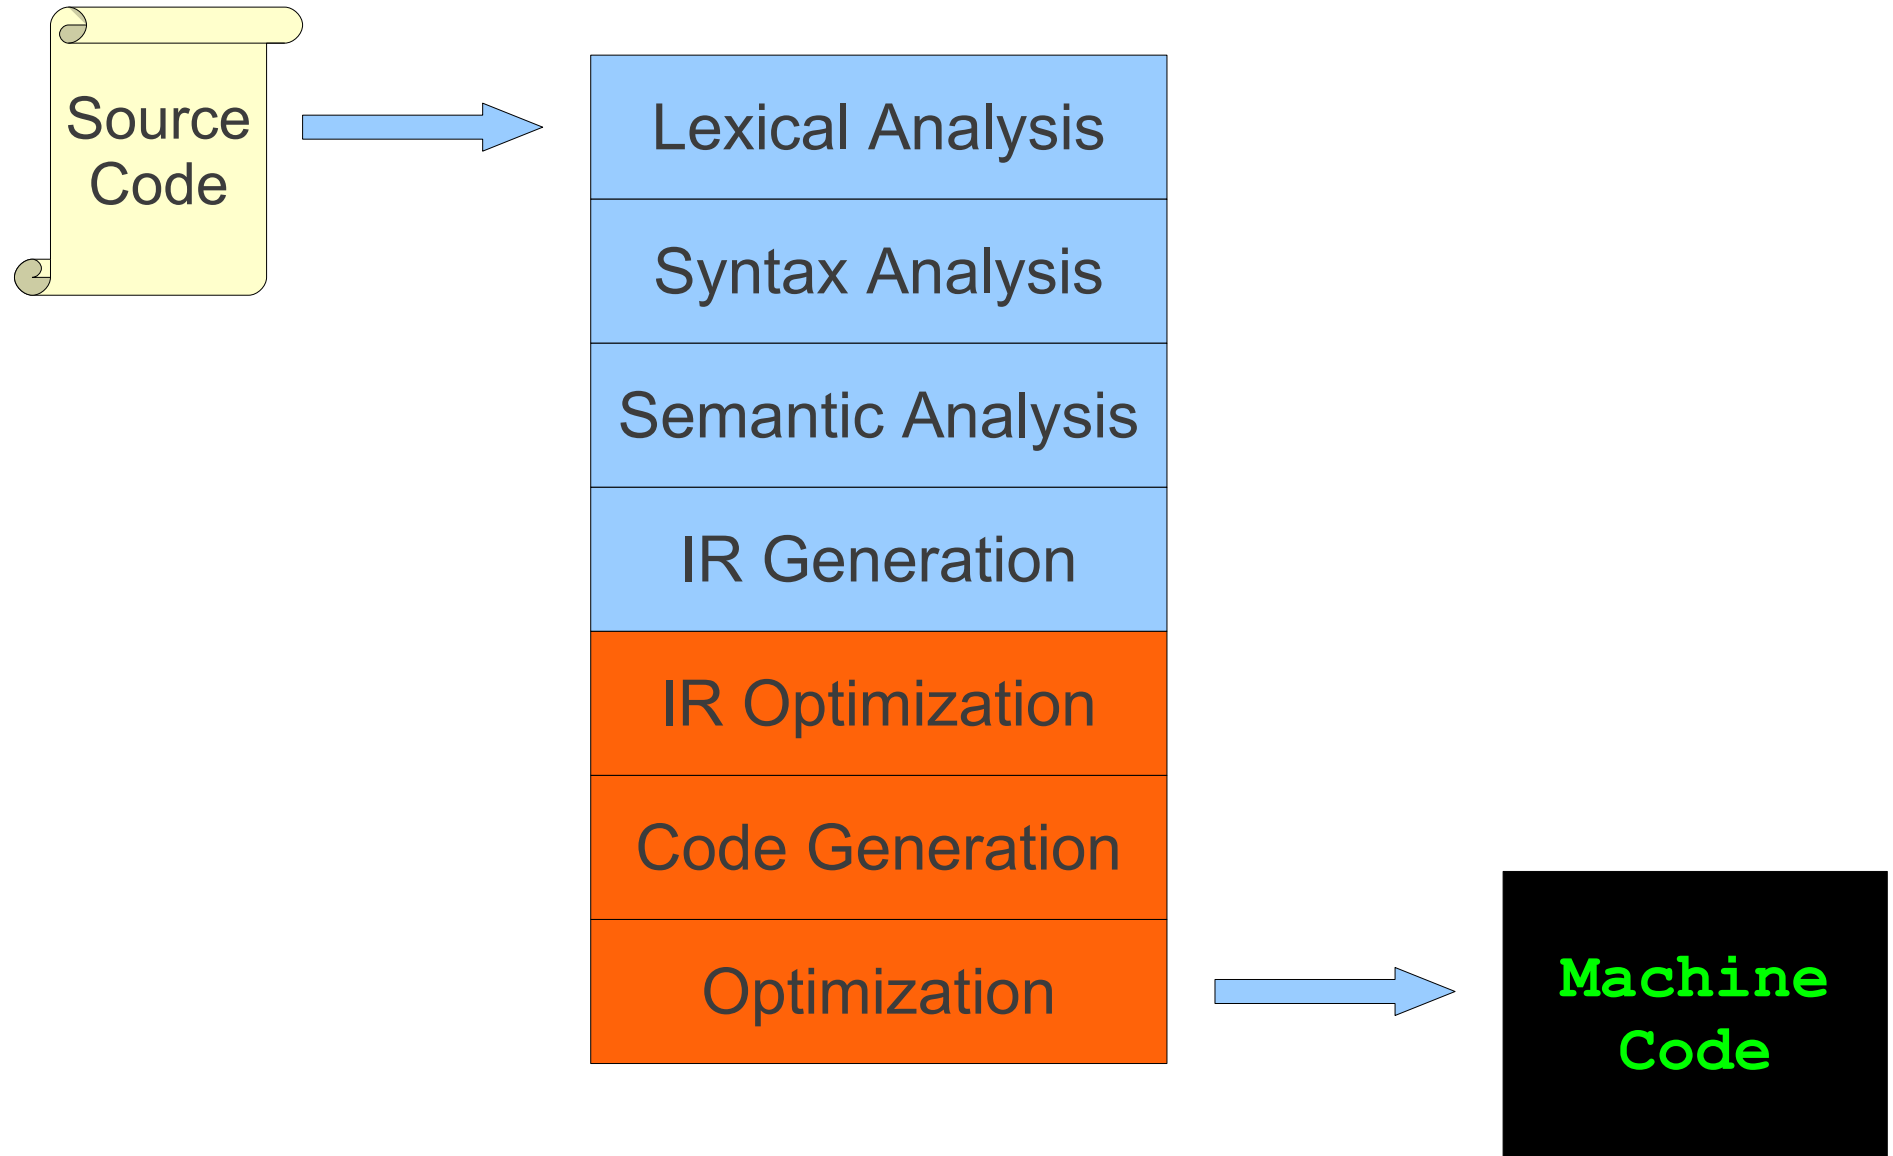 Source
Code
Lexical Analysis
Syntax Analysis
Semantic Analysis
IR Generation
IR Optimization
Code Generation
Optimization
Machine
Code